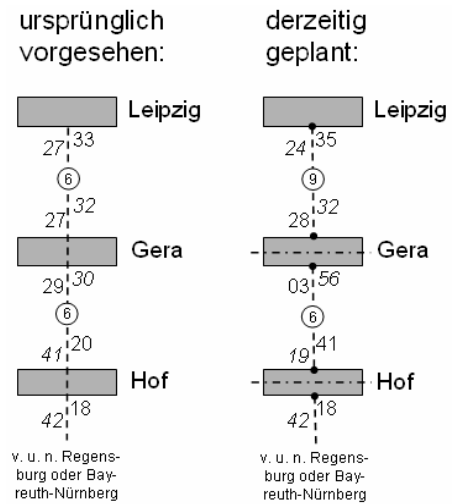 ursprünglich
vorgesehen:
Leipzig
27 33
6
27 32
Gera
29 30
6
41 20
Hof
42 18
v. u. n. Regens-
burg oder Bay-
reuth-Nürnberg
derzeitig
geplant:
Leipzig
24 35
9
28 32
Gera
03 56
6
19 41
Hof
42 18
v. u. n. Regens-
burg oder Bay-
reuth-Nürnberg